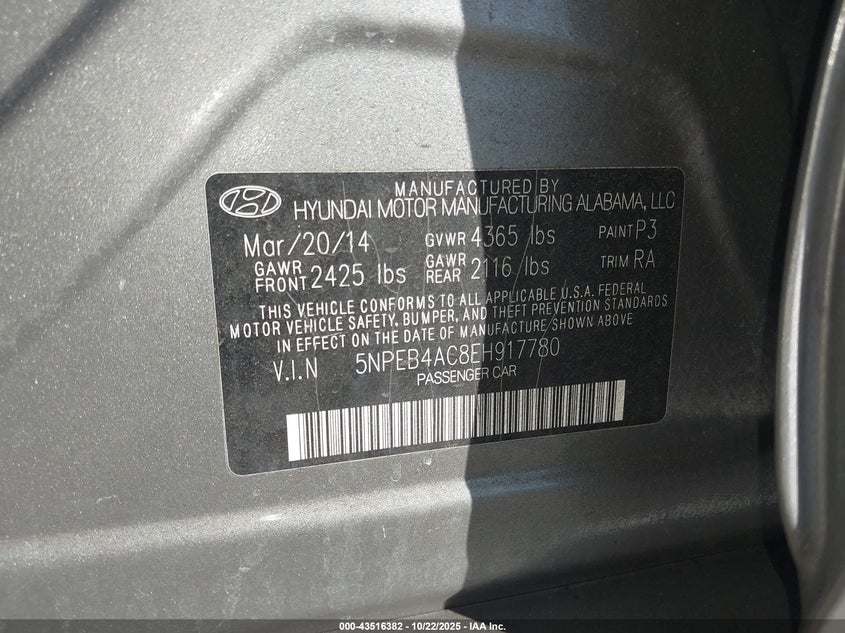 MANUFACTURED BY
HYUNDAI MOTOR MANUFACTURING ALABAMA, LLC
Mar/20/14 GVWR 4365 lbs PAINT P3
GAWR FRONT 2425 lbs GAWR REAR 2116 lbs TRIM RA
THIS VEHICLE CONFORMS TO ALL APPLICABLE U.S.A. FEDERAL
MOTOR VEHICLE SAFETY, BUMPER, AND THEFT PREVENTION STANDARDS
IN EFFECT ON THE DATE OF MANUFACTURE SHOWN ABOVE
V.I.N 5NPEB4AC8EH917780
PASSENGER CAR
000-43516382 - 10/22/2025 - IAA Inc.